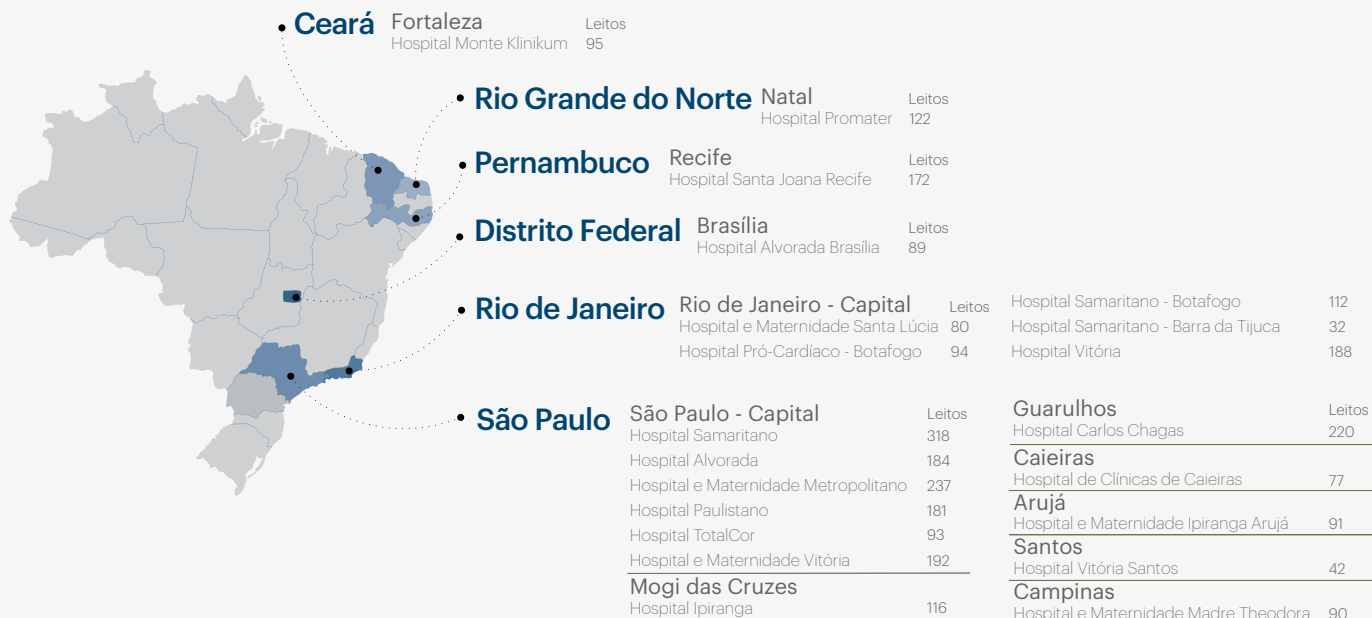 Ceará
Fortaleza Leitos
Hospital Monte Klinikum 95
Rio Grande do Norte
Natal Leitos
Hospital Promater 122
Pernambuco
Recife Leitos
Hospital Santa Joana Recife 172
Distrito Federal
Brasília Leitos
Hospital Alvorada Brasília 89
Rio de Janeiro
Rio de Janeiro - Capital Leitos
Hospital e Maternidade Santa Lúcia 80
Hospital Pró-Cardíaco - Botafogo 94
Hospital Samaritano - Botafogo 112
Hospital Samaritano - Barra da Tijuca 32
Hospital Vitória 188
São Paulo
São Paulo - Capital Leitos
Hospital Samaritano 318
Hospital Alvorada 184
Hospital e Maternidade Metropolitano 237
Hospital Paulistano 181
Hospital TotalCor 93
Hospital e Maternidade Vitória 192
Mogi das Cruzes
Hospital Ipiranga 116
Guarulhos Leitos
Hospital Carlos Chagas 220
Caieiras
Hospital de Clínicas de Caieiras 77
Arujá
Hospital e Maternidade Ipiranga Arujá 91
Santos
Hospital Vitória Santos 42
Campinas
Hospital e Maternidade Madre Theodora 90